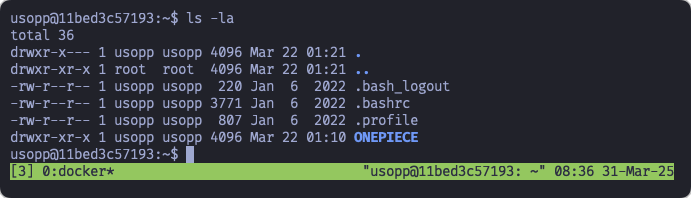 usopp@11bed3c57193:~$ ls -la
total 36
drwxr-x--- 1 usopp usopp 4096 Mar 22 01:21 .
drwxr-xr-x 1 root  root  4096 Mar 22 01:21 ..
-rw-r--r-- 1 usopp usopp  220 Jan  6  2022 .bash_logout
-rw-r--r-- 1 usopp usopp 3771 Jan  6  2022 .bashrc
-rw-r--r-- 1 usopp usopp  807 Jan  6  2022 .profile
drwxr-xr-x 1 usopp usopp 4096 Mar 22 01:10 ONEPIECE
usopp@11bed3c57193:~$
[3] 0:docker* "usopp@11bed3c57193: ~" 08:36 31-Mar-25